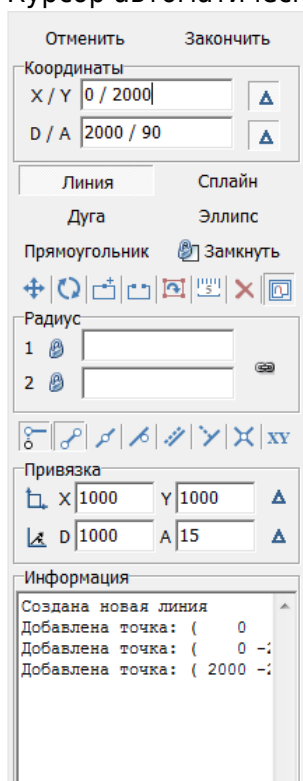 Отменить Закончить
Координаты
X / Y 0 / 2000
D / A 2000 / 90
Линия Сплайн
Дуга Эллипс
Прямоугольник Замкнуть
5
Радиус
1
2
XY
Привязка
X 1000 Y 1000
D 1000 A 15
Информация
Создана новая линия
Добавлена точка: ( 0
Добавлена точка: ( 0
Добавлена точка: ( 2000